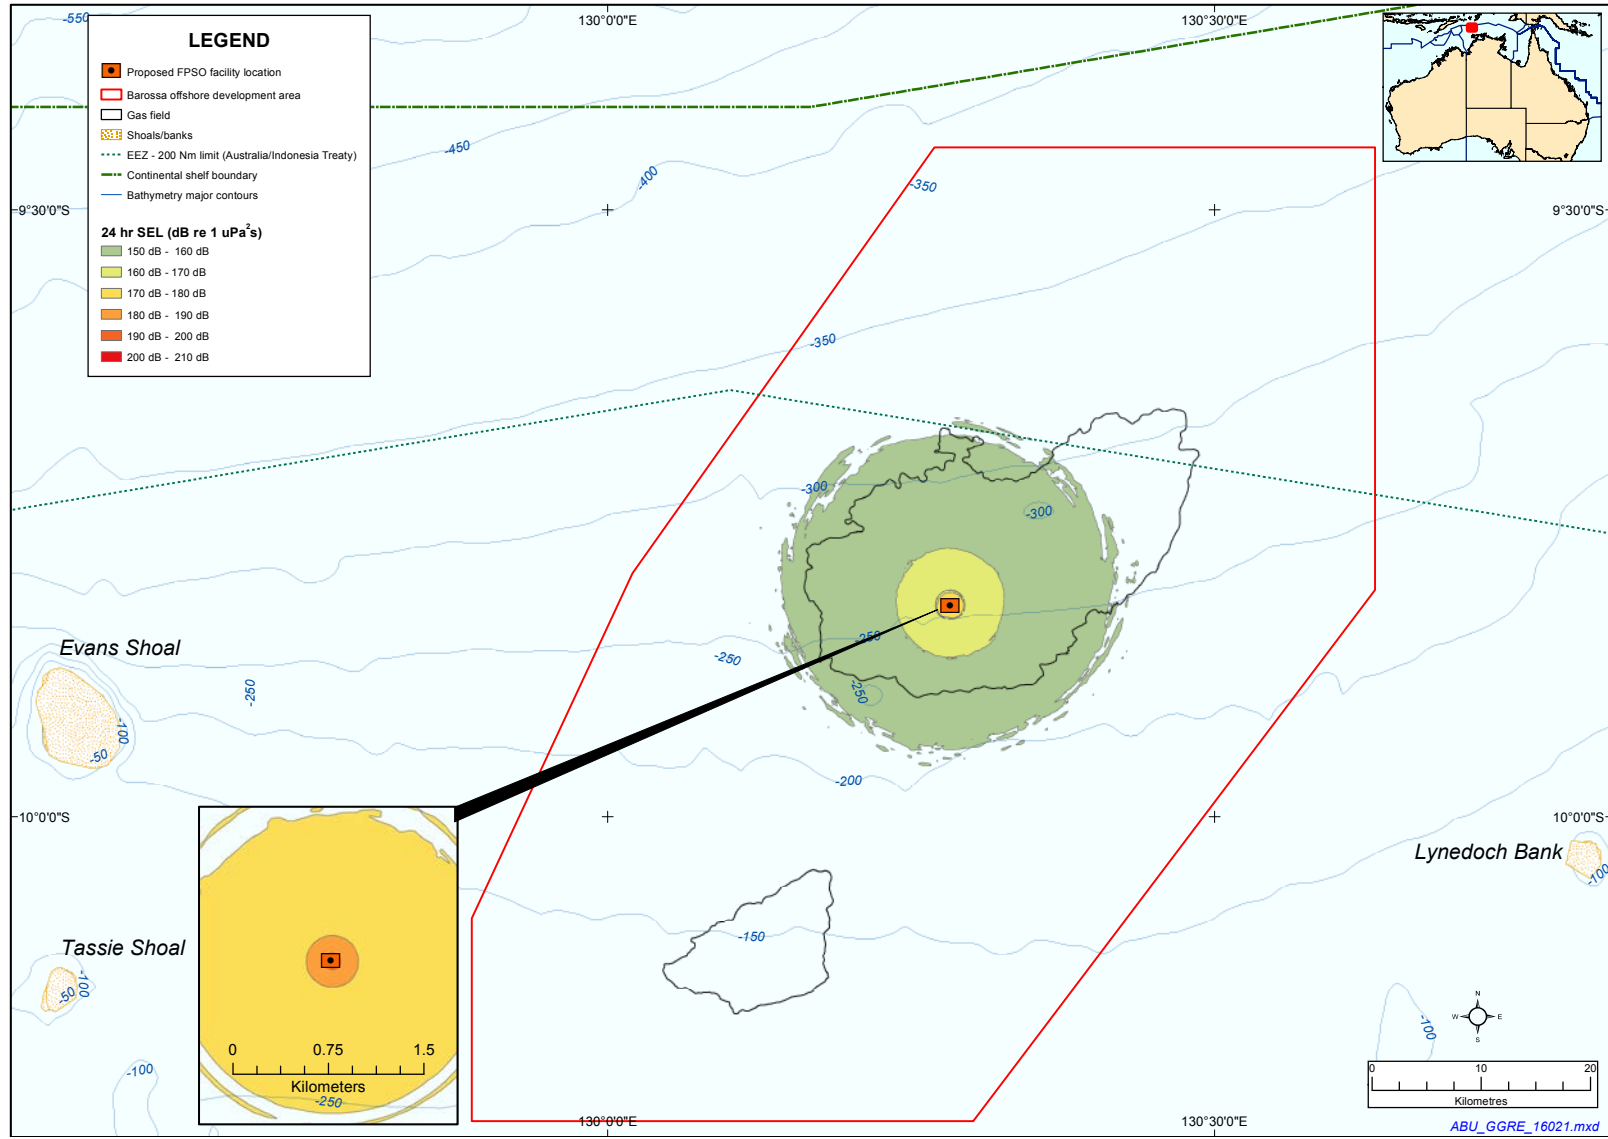 LEGEND
Proposed FPSO facility location
Barossa offshore development area
Gas field
Shoals/banks
EEZ - 200 Nm limit (Australia/Indonesia Treaty)
Continental shelf boundary
Bathymetry major contours
24 hr SEL (dB re 1 uPa²s)
150 dB - 160 dB
160 dB - 170 dB
170 dB - 180 dB
180 dB - 190 dB
190 dB - 200 dB
200 dB - 210 dB
-550
130°0'0"E
130°30'0"E
-450
-400
-350
9°30'0"S
9°30'0"S
-350
-300
-300
-250
-250
-250
-250
Evans Shoal
-100
-50
-200
10°0'0"S
10°0'0"S
Lynedoch Bank
-100
-150
Tassie Shoal
-100
-50
-100
-100
0 0.75 1.5
Kilometers
-250
N
W E
S
0 10 20
Kilometres
130°0'0"E
130°30'0"E
ABU_GGRE_16021.mxd